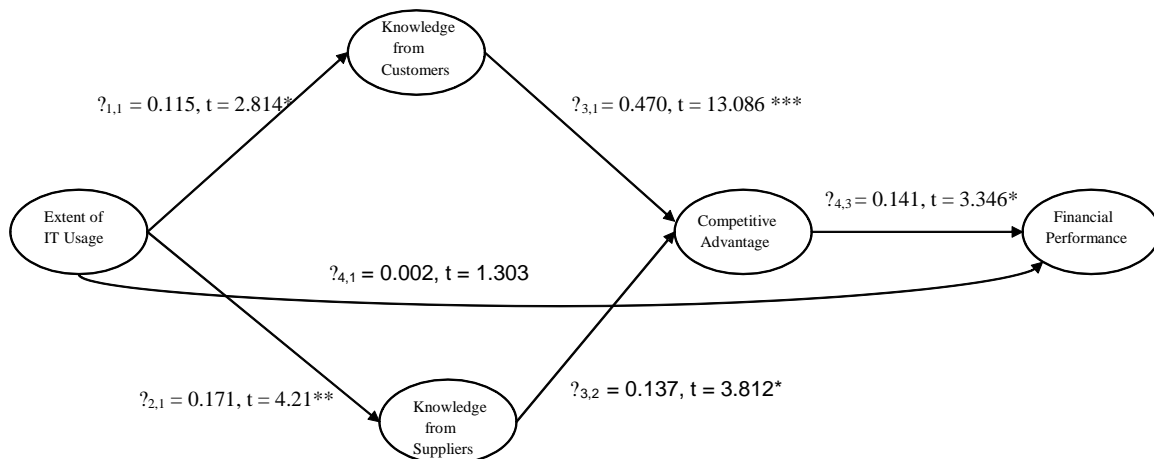 Knowledge
from
Customers
?1,1 = 0.115, t = 2.814*
?3,1 = 0.470, t = 13.086 ***
Extent of
IT Usage
Competitive
Advantage
?4,3 = 0.141, t = 3.346*
Financial
Performance
?4,1 = 0.002, t = 1.303
?2,1 = 0.171, t = 4.21**
Knowledge
from
Suppliers
?3,2 = 0.137, t = 3.812*